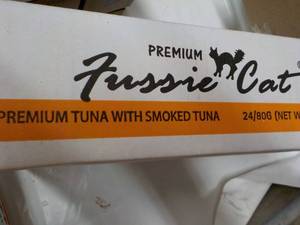 PREMIUM
Fussie Cat
PREMIUM TUNA WITH SMOKED TUNA 24/80G (NET W